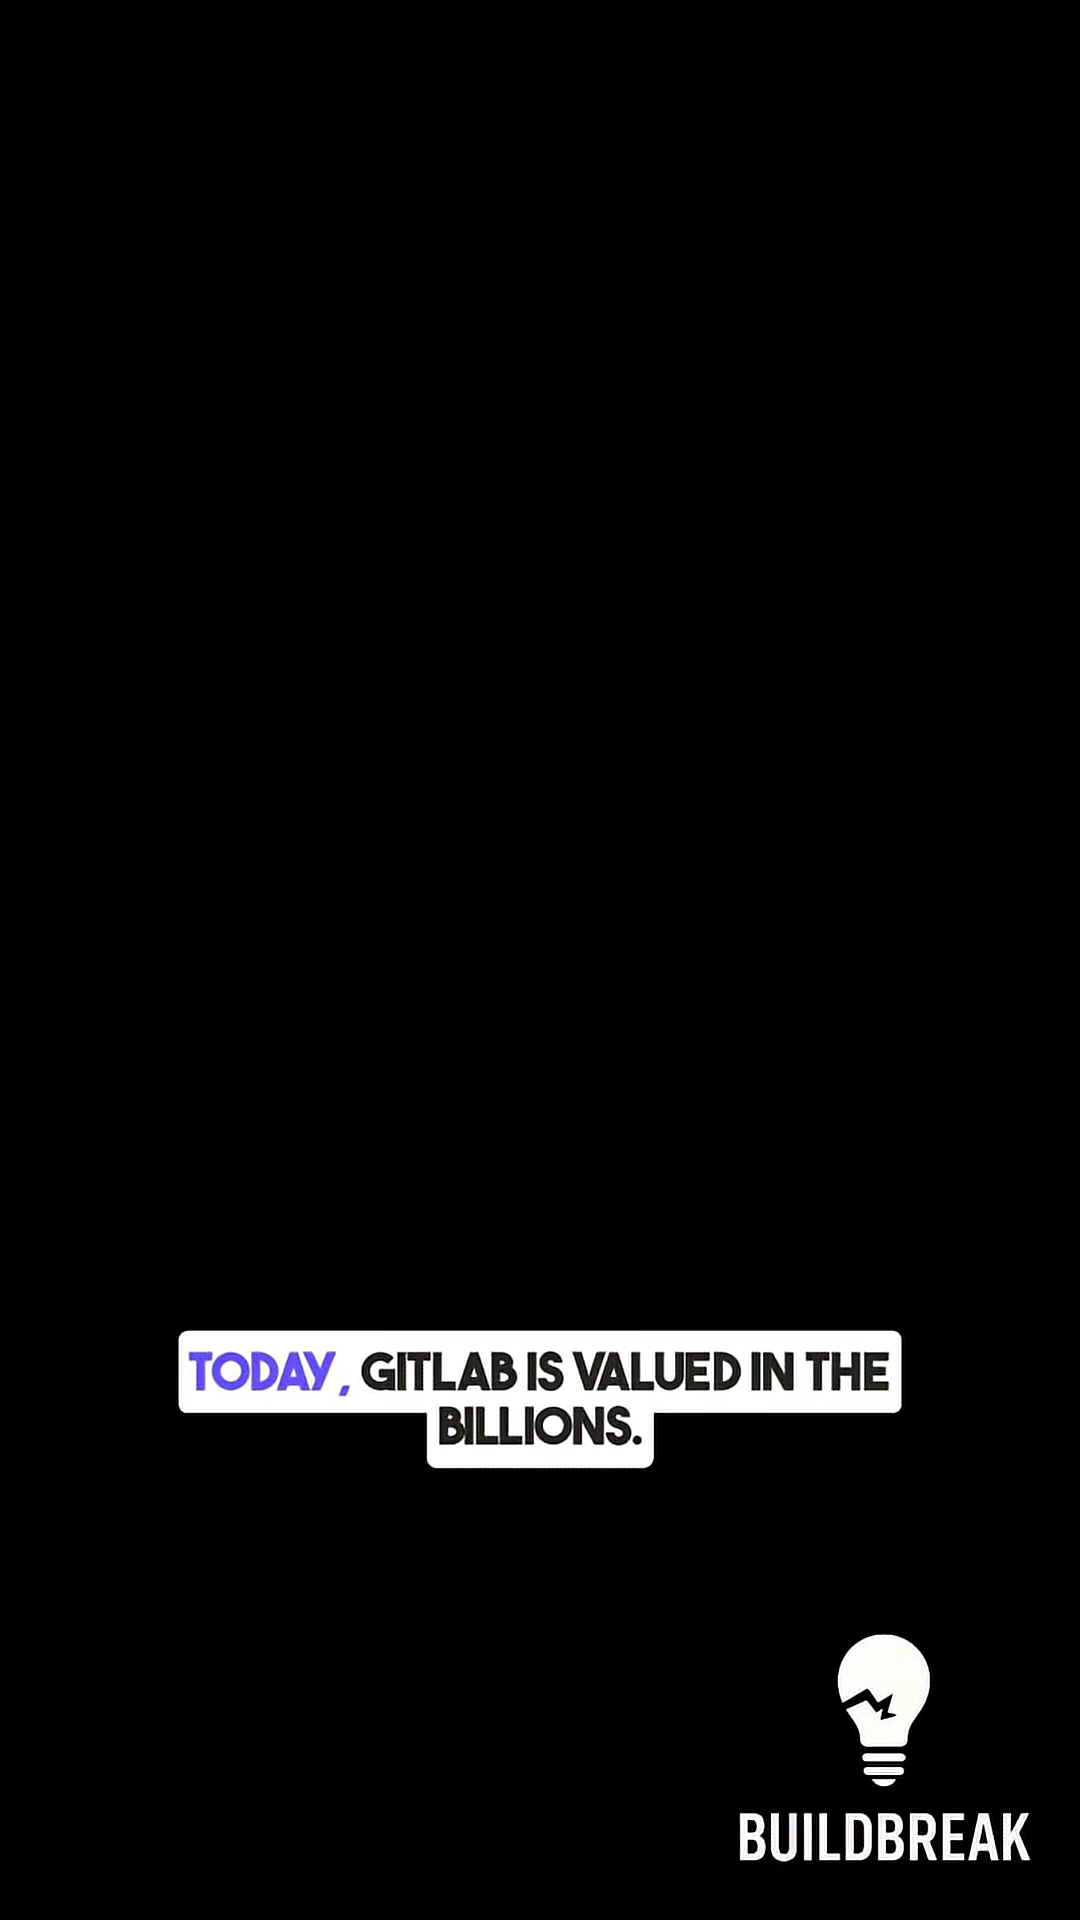 TODAY, GITLAB IS VALUED IN THE
BILLIONS.
BUILDBREAK